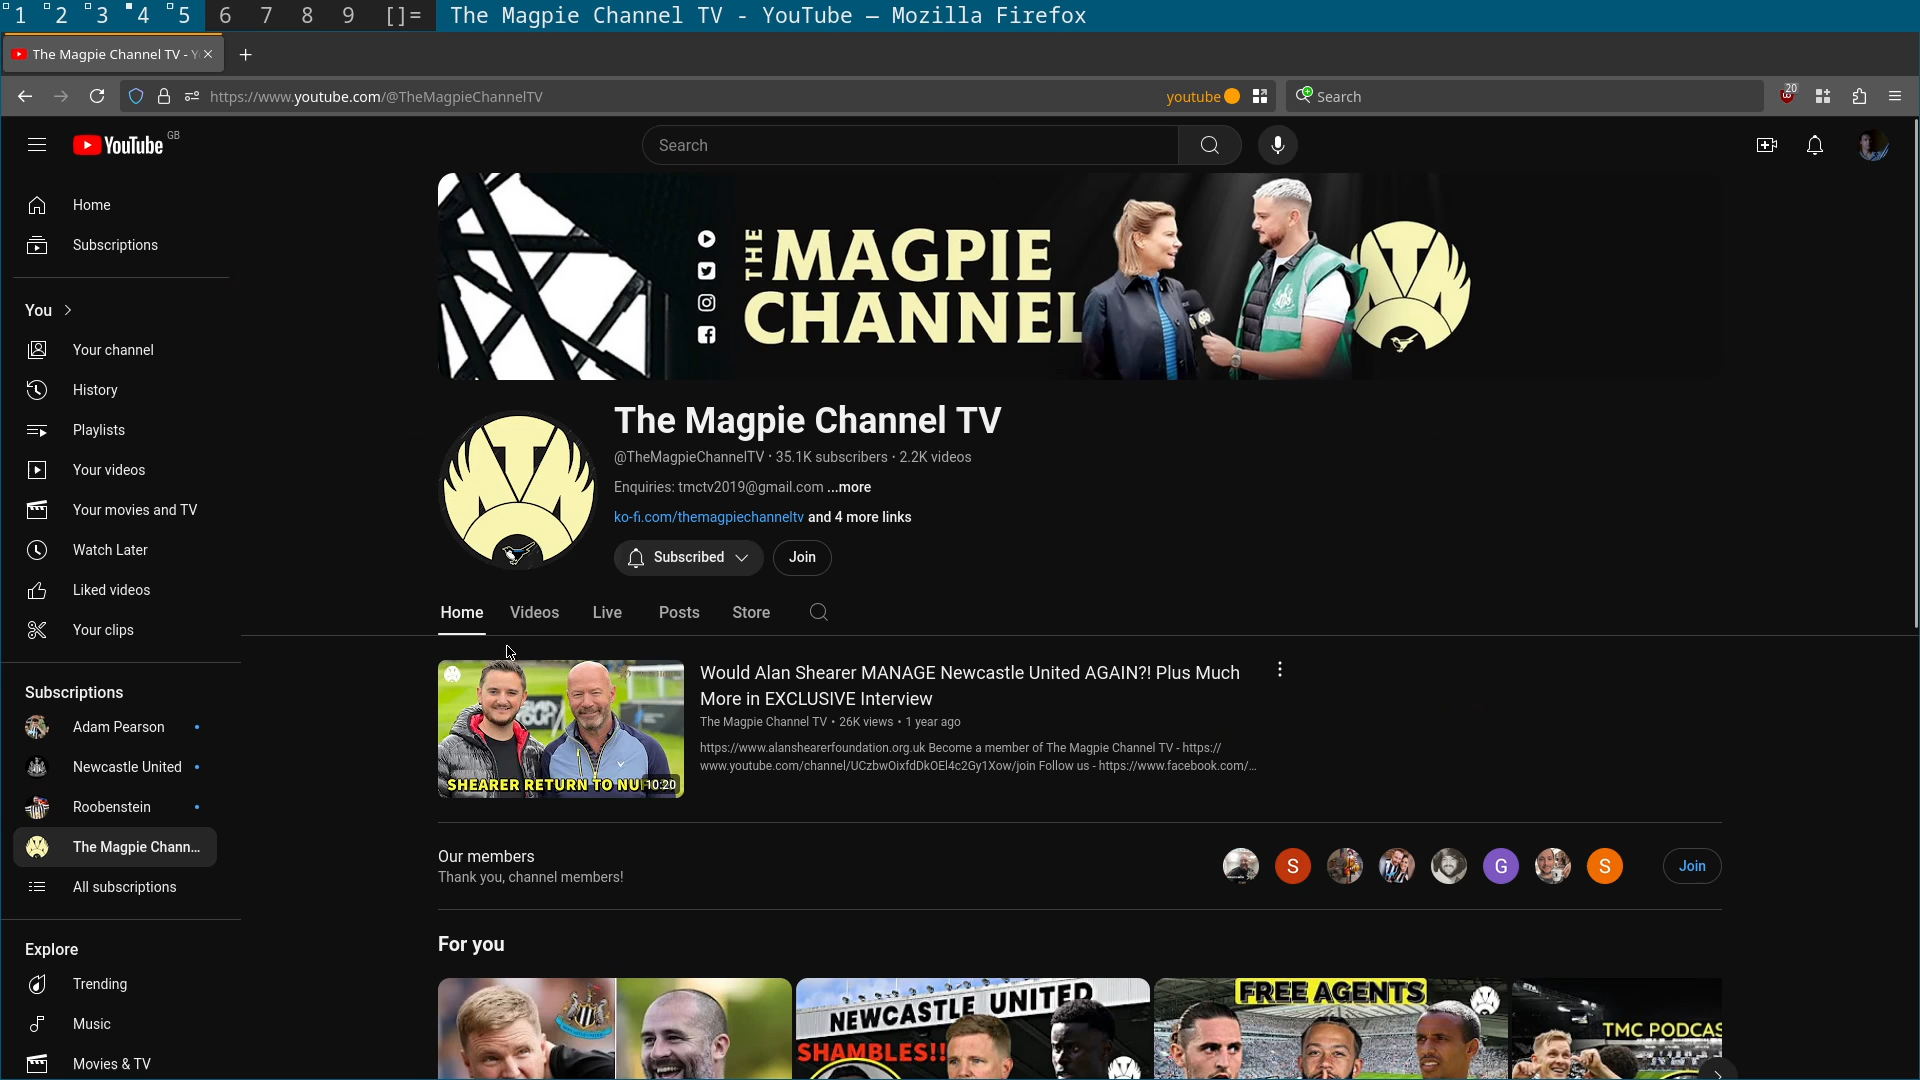 1 2 3 4 5 6 7 8 9 []= The Magpie Channel TV - YouTube — Mozilla Firefox
The Magpie Channel TV - Y
https://www.youtube.com/@TheMagpieChannelTV
youtube
Search
20
YouTube GB
Search
Home
Subscriptions
You
Your channel
History
Playlists
Your videos
Your movies and TV
Watch Later
Liked videos
Your clips
Subscriptions
Adam Pearson
Newcastle United
Roobenstein
The Magpie Chann...
All subscriptions
Explore
Trending
Music
Movies & TV
THE MAGPIE
CHANNEL
The Magpie Channel TV
@TheMagpieChannelTV • 35.1K subscribers • 2.2K videos
Enquiries: tmctv2019@gmail.com ...more
ko-fi.com/themagpiechanneltv and 4 more links
Subscribed
Join
Home Videos Live Posts Store
SHEARER RETURN TO NU
10:20
Would Alan Shearer MANAGE Newcastle United AGAIN?! Plus Much
More in EXCLUSIVE Interview
The Magpie Channel TV • 26K views • 1 year ago
https://www.alanshearerfoundation.org.uk Become a member of The Magpie Channel TV - https://
www.youtube.com/channel/UCzbwOixfdDkOEl4c2Gy1Xow/join Follow us - https://www.facebook.com/...
Our members
Thank you, channel members!
S
G
S
Join
For you
NEWCASTLE UNITED
SHAMBLES!!
FREE AGENTS
TMC PODCAS